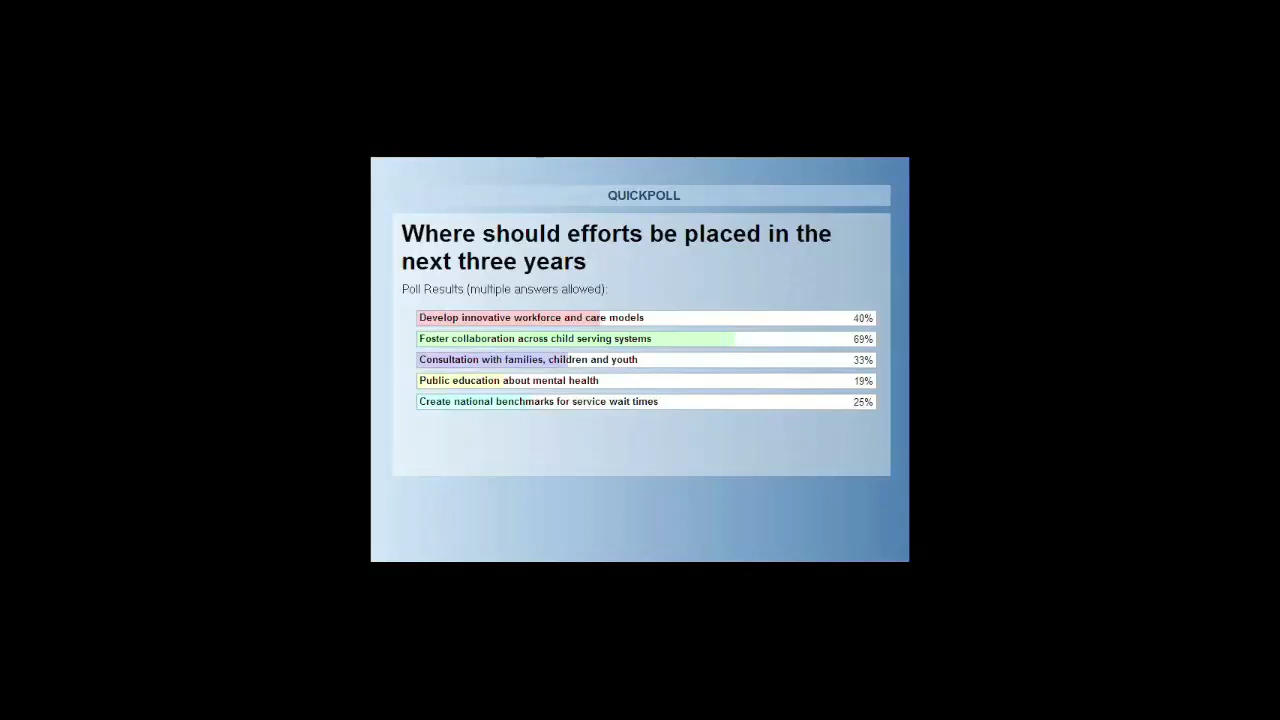 QUICKPOLL
Where should efforts be placed in the
next three years
Poll Results (multiple answers allowed):
Develop innovative workforce and care models 40%
Foster collaboration across child serving systems 69%
Consultation with families, children and youth 33%
Public education about mental health 19%
Create national benchmarks for service wait times 25%